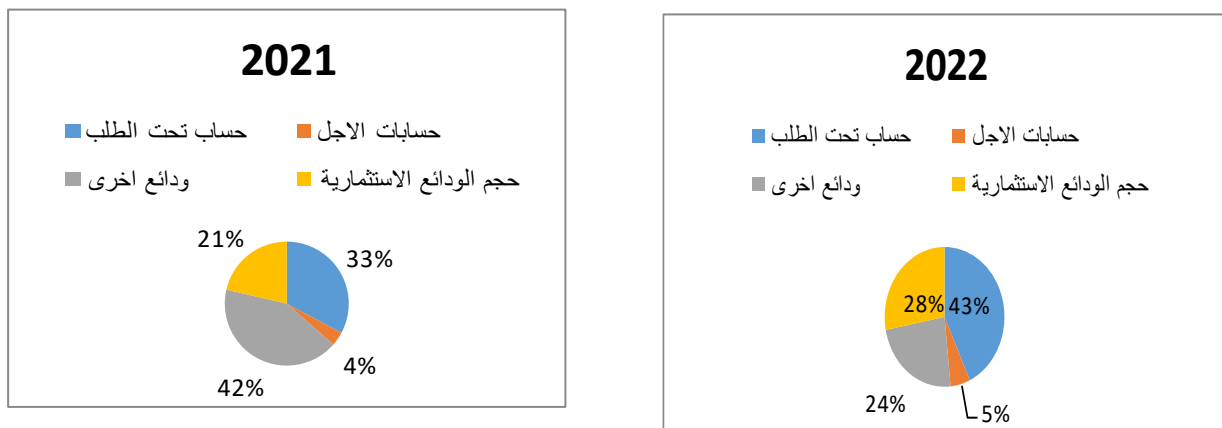 2021
حساب تحت الطلب حسابات الاجل
ودائع اخرى حجم الودائع الاستثمارية
21% 33%
4%
42%
2022
حساب تحت الطلب حسابات الاجل
ودائع اخرى حجم الودائع الاستثمارية
28% 43%
24% 5%